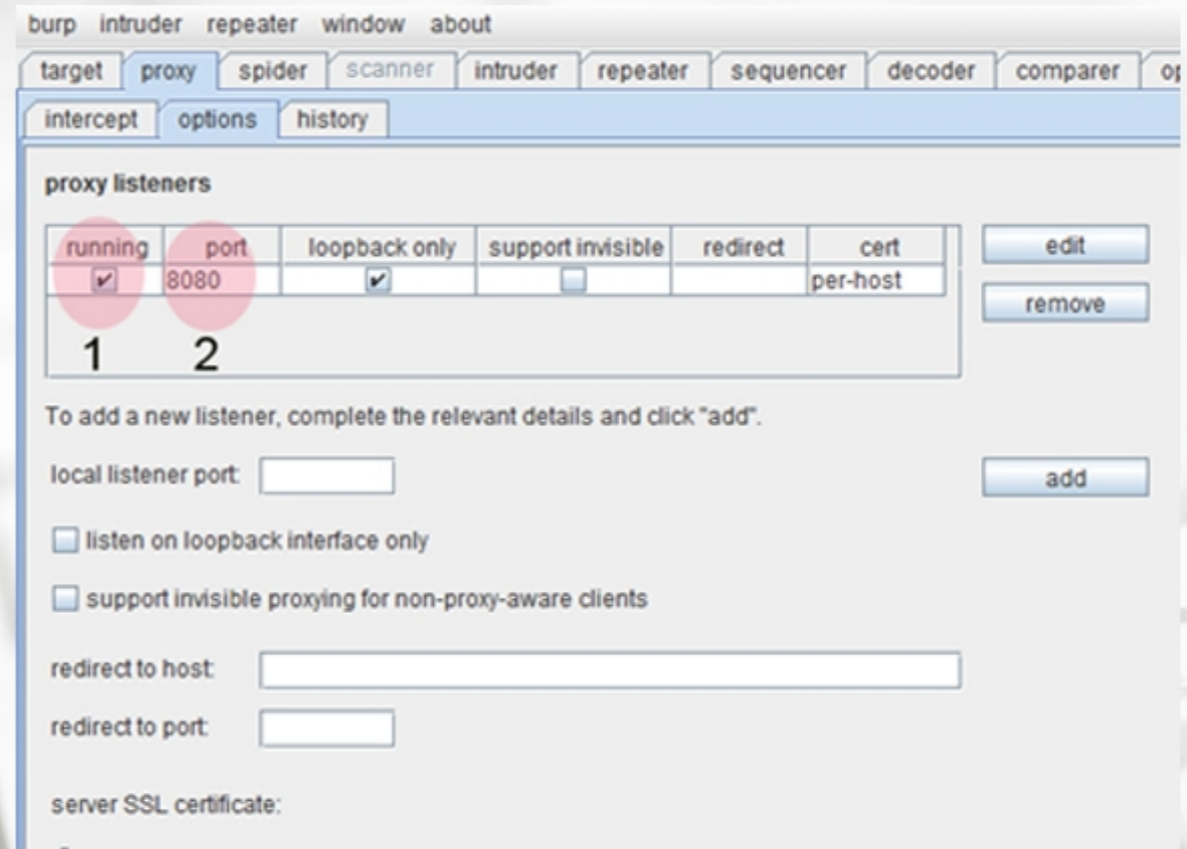 burp intruder repeater window about
target proxy spider scanner intruder repeater sequencer decoder comparer
intercept options history
proxy listeners
running port loopback only support invisible redirect cert
8080 per-host
edit
remove
1 2
To add a new listener, complete the relevant details and click "add".
local listener port:
add
listen on loopback interface only
support invisible proxying for non-proxy-aware clients
redirect to host:
redirect to port:
server SSL certificate: